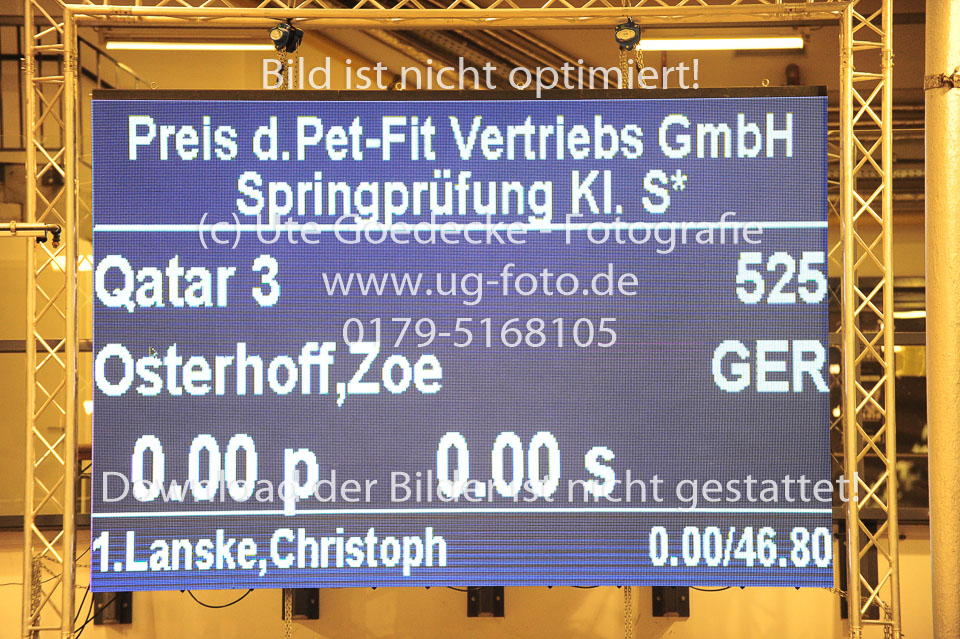 Bild ist nicht optimiert!
Preis d.Pet-Fit Vertriebs GmbH
Springprüfung Kl. S*
(c) Ute Goedecke - Fotografie
Qatar 3 525
www.ug-foto.de
0179-5168105
Osterhoff,Zoe GER
0.00 p 0.00 s
Download der Bilder ist nicht gestattet!
1.Lanske,Christoph 0.00/46.80